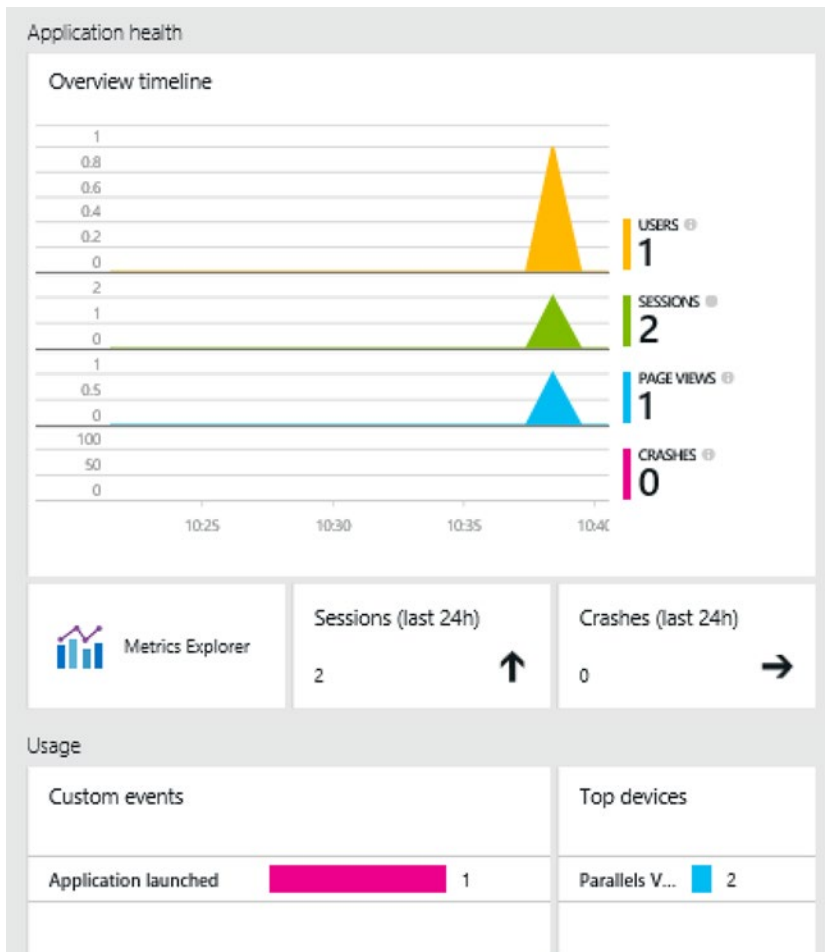 Application health
Overview timeline
1
0.8
0.6
0.4
0.2
0
USERS
1
2
1
0
SESSIONS
2
1
0.5
0
PAGE VIEWS
1
100
50
0
CRASHES
0
10:25 10:30 10:35 10:40
Metrics Explorer
Sessions (last 24h)
2
Crashes (last 24h)
0
Usage
Custom events
Application launched 1
Top devices
Parallels V... 2